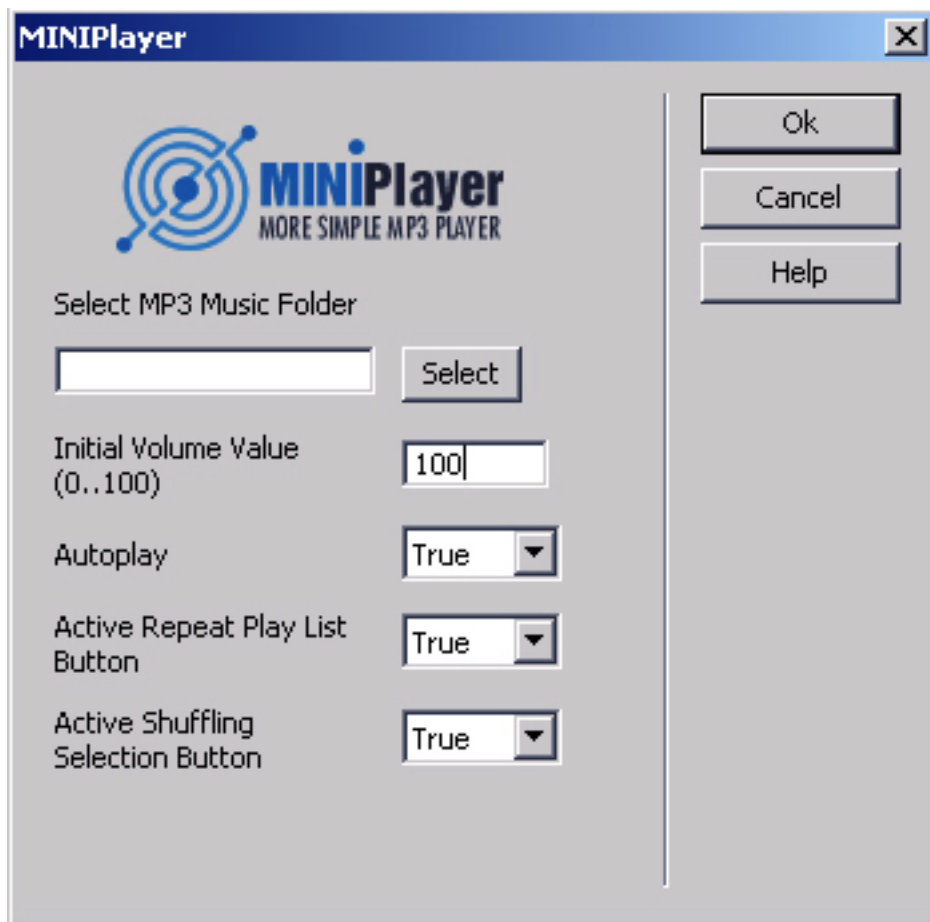 MINIPlayer
MINiPlayer
MORE SIMPLE MP3 PLAYER
Select MP3 Music Folder
Select
Initial Volume Value
(0..100)
100
Autoplay
True
Active Repeat Play List
Button
True
Active Shuffling
Selection Button
True
Ok
Cancel
Help